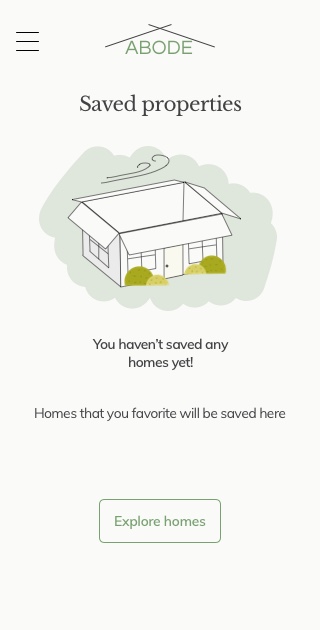 ABODE
Saved properties
You haven’t saved any
homes yet!
Homes that you favorite will be saved here
Explore homes